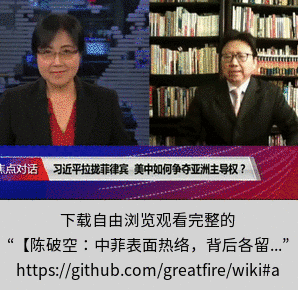 焦点对话
习近平拉拢菲律宾 美中如何争夺亚洲主导权？
下载自由浏览观看完整的
“【陈破空：中菲表面热络，背后各留...”
https://github.com/greatfire/wiki#a